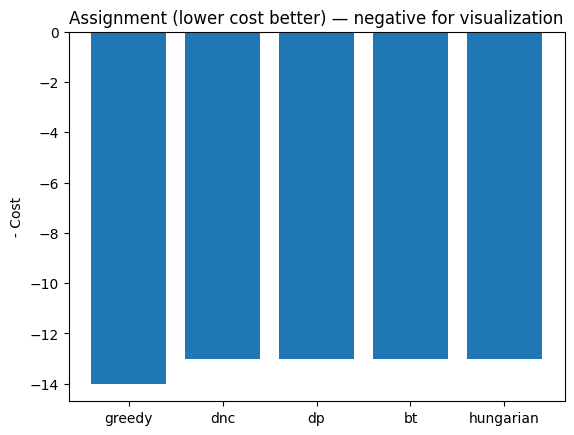 Assignment (lower cost better) — negative for visualization
0
−2
−4
−6
−8
−10
−12
−14
- Cost
greedy dnc dp bt hungarian